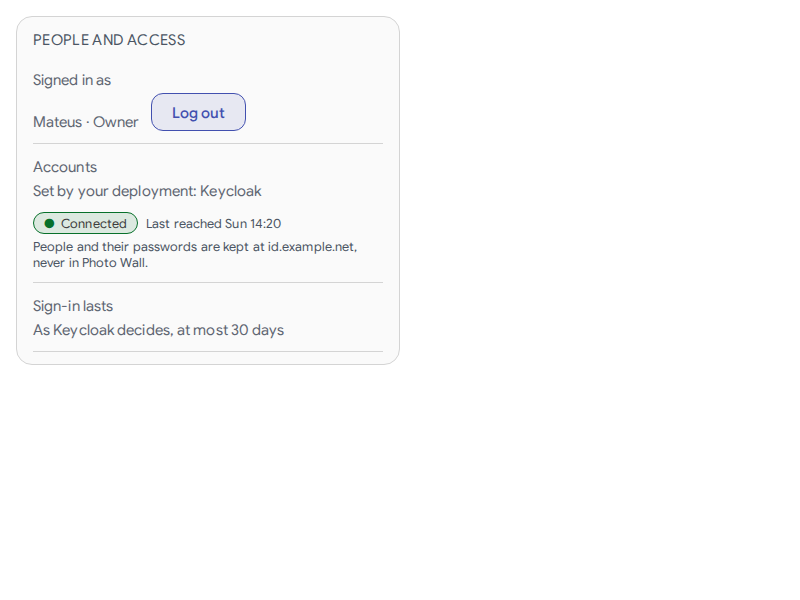 PEOPLE AND ACCESS
Signed in as
Mateus · Owner
Log out
Accounts
Set by your deployment: Keycloak
Connected
Last reached Sun 14:20
People and their passwords are kept at id.example.net,
never in Photo Wall.
Sign-in lasts
As Keycloak decides, at most 30 days